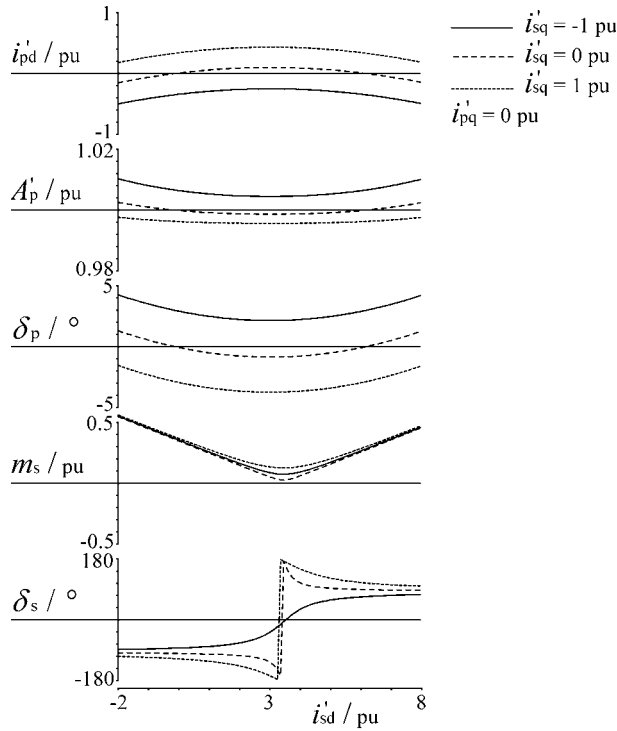 1
i'pd / pu
-1
i'sq = -1 pu
i'sq = 0 pu
i'sq = 1 pu
i'pq = 0 pu
1.02
A'p / pu
0.98
5
δp / °
-5
0.5
ms / pu
-0.5
180
δs / °
-180
-2 3 8
i'sd / pu